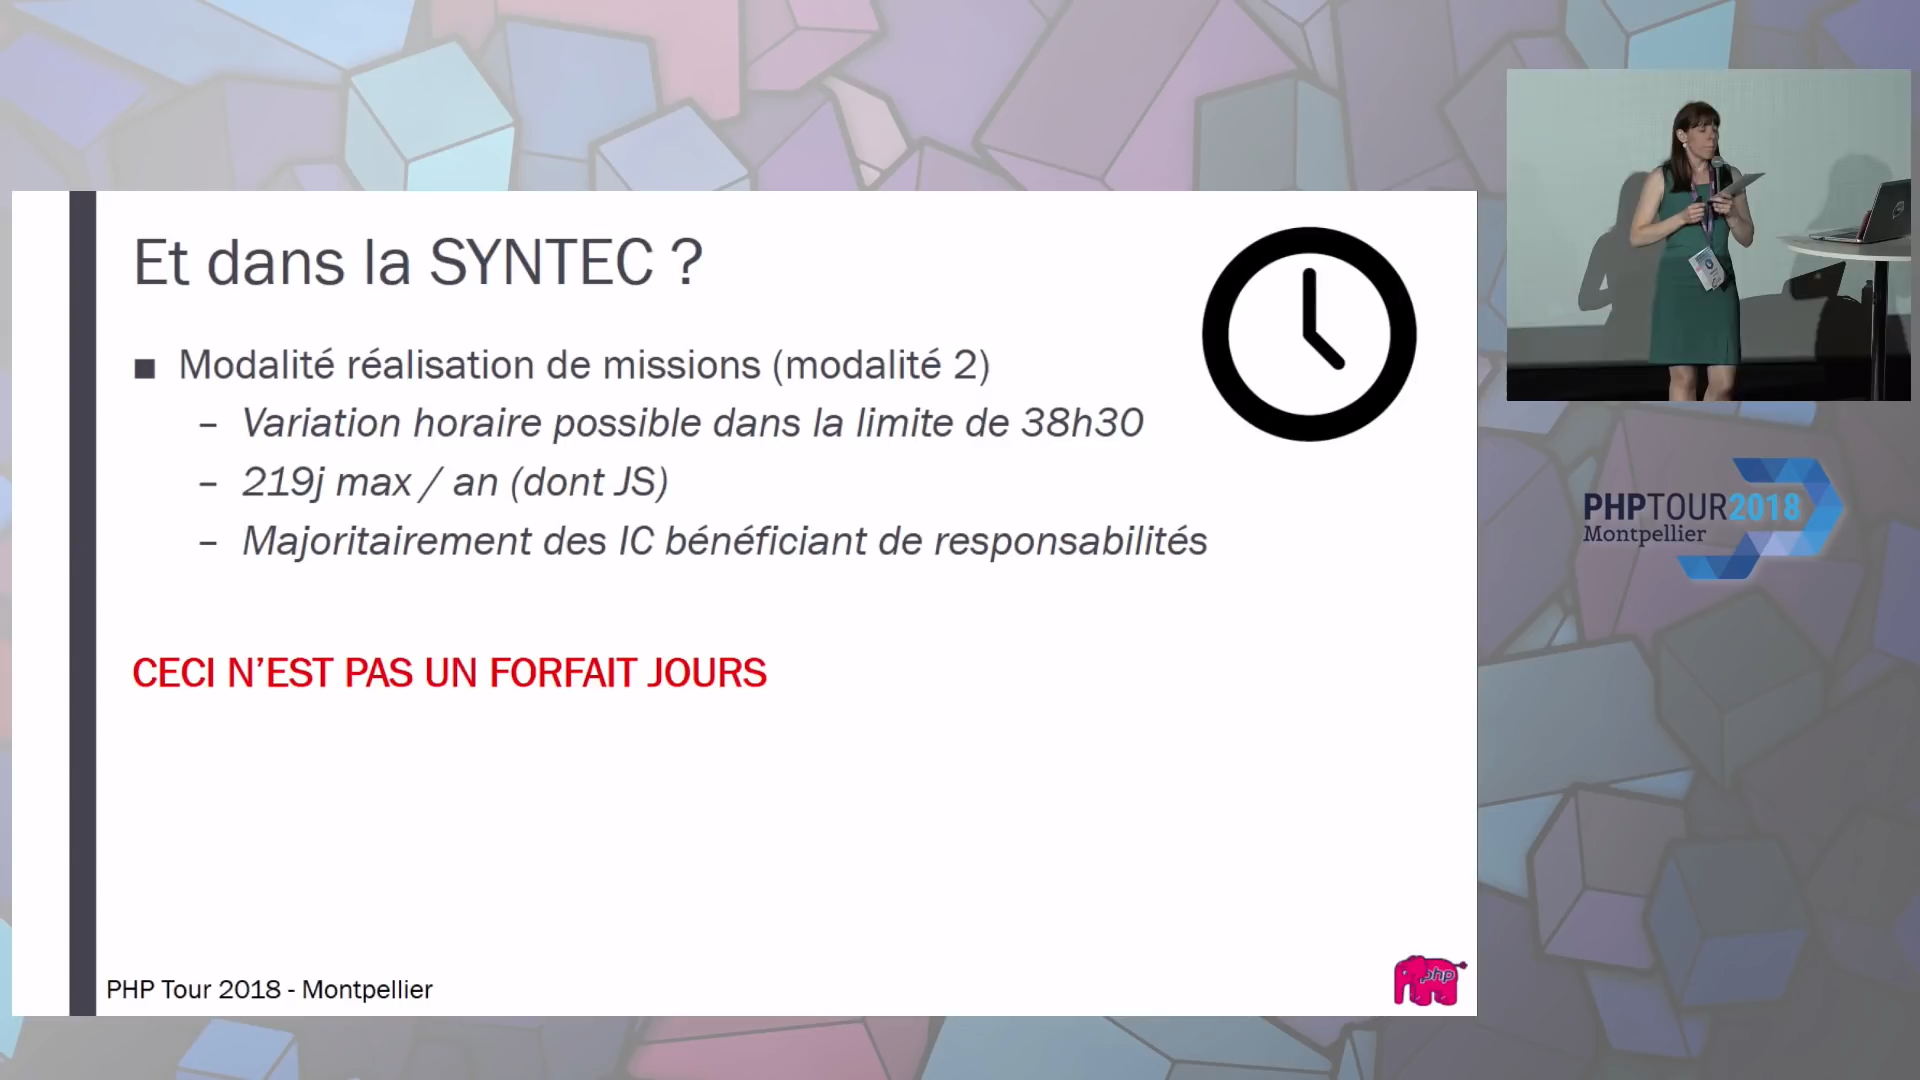 Et dans la SYNTEC ?
■ Modalité réalisation de missions (modalité 2)
– Variation horaire possible dans la limite de 38h30
– 219j max / an (dont JS)
– Majoritairement des IC bénéficiant de responsabilités
CECI N'EST PAS UN FORFAIT JOURS
PHP Tour 2018 - Montpellier
php
PHPTOUR2018
Montpellier